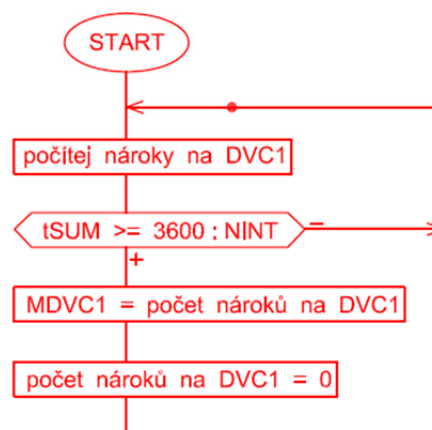 START
počítej nároky na DVC1
tSUM >= 3600 : NINT
–
+
MDVC1 = počet nároků na DVC1
počet nároků na DVC1 = 0